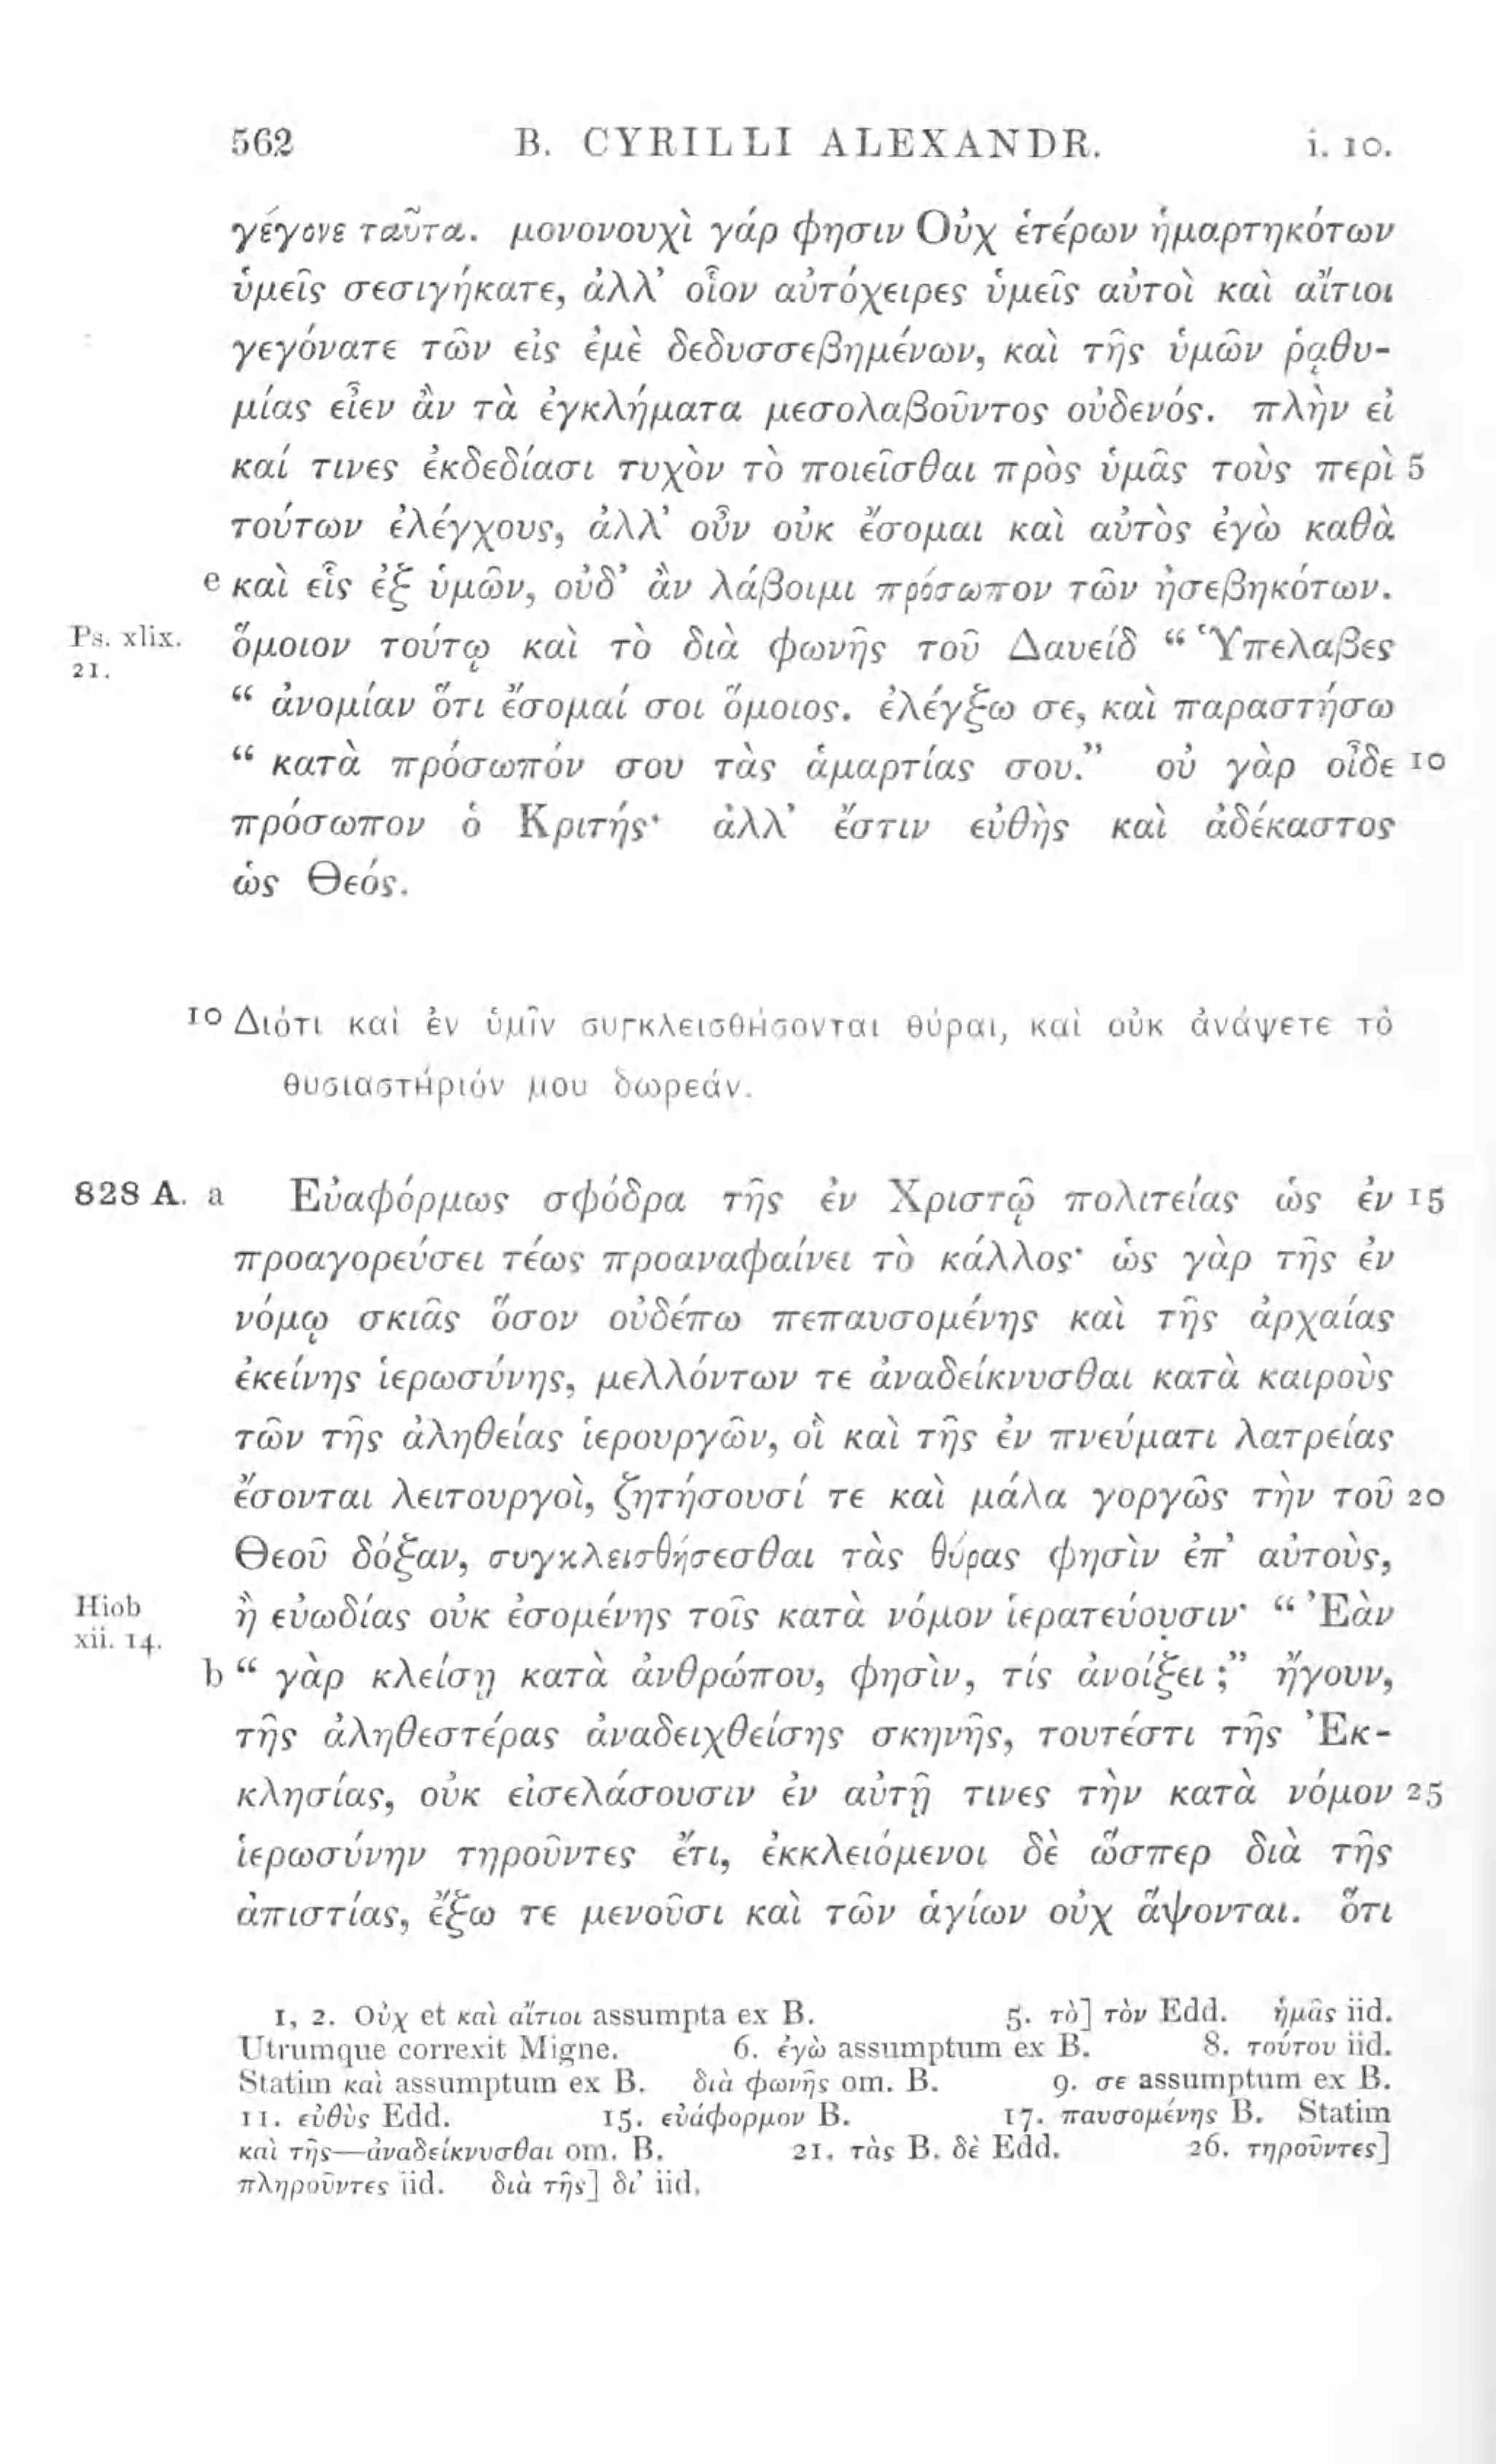 562 B. CYRILLI ALEXANDR. i. 10.
γέγονε ταῦτα. μονονουχὶ γάρ φησιν Οὐχ ἑτέρων ἡμαρτηκότων
ὑμεῖς σεσιγήκατε, ἀλλ’ οἷον αὐτόχειρες ὑμεῖς αὐτοὶ καὶ αἴτιοι
γεγόνατε τῶν εἰς ἐμὲ δεδυσσεβημένων, καὶ τῆς ὑμῶν ῥᾳθυ-
μίας εἶεν ἂν τὰ ἐγκλήματα μεσολαβοῦντος οὐδενός. πλὴν εἰ
καί τινες ἐκδεδίασι τυχὸν τὸ ποιεῖσθαι πρὸς ὑμᾶς τοὺς περὶ 5
τούτων ἐλέγχους, ἀλλ’ οὖν οὐκ ἔσομαι καὶ αὐτὸς ἐγὼ καθὰ
e καὶ εἷς ἐξ ὑμῶν, οὐδ’ ἂν λάβοιμι πρόσωπον τῶν ἠσεβηκότων.
Ps. xlix. ὅμοιον τούτῳ καὶ τὸ διὰ φωνῆς τοῦ Δαυείδ “ Ὑπελαβες
21.
“ ἀνομίαν ὅτι ἔσομαί σοι ὅμοιος. ἐλέγξω σε, καὶ παραστήσω
“ κατὰ πρόσωπόν σου τὰς ἁμαρτίας σου.” οὐ γὰρ οἶδε 10
πρόσωπον ὁ Κριτής· ἀλλ’ ἔστιν εὐθὴς καὶ ἀδέκαστος
ὡς Θεός.
10 Διότι καὶ ἐν ὑμῖν συγκλεισθήσονται θύραι, καὶ οὐκ ἀνάψετε τὸ
θυσιαστήριόν μου δωρεάν.
828 A. a Εὐαφόρμως σφόδρα τῆς ἐν Χριστῷ πολιτείας ὡς ἐν 15
προαγορεύσει τέως προαναφαίνει τὸ κάλλος· ὡς γὰρ τῆς ἐν
νόμῳ σκιᾶς ὅσον οὐδέπω πεπαυσομένης καὶ τῆς ἀρχαίας
ἐκείνης ἱερωσύνης, μελλόντων τε ἀναδείκνυσθαι κατὰ καιροὺς
τῶν τῆς ἀληθείας ἱερουργῶν, οἳ καὶ τῆς ἐν πνεύματι λατρείας
ἔσονται λειτουργοὶ, ζητήσουσί τε καὶ μάλα γοργῶς τὴν τοῦ 20
Θεοῦ δόξαν, συγκλεισθήσεσθαι τὰς θύρας φησὶν ἐπ’ αὐτοὺς,
Hiob ἢ εὐωδίας οὐκ ἐσομένης τοῖς κατὰ νόμον ἱερατεύουσιν· “ Ἐὰν
xii. 14.
b “ γὰρ κλείσῃ κατὰ ἀνθρώπου, φησὶν, τίς ἀνοίξει ;” ἤγουν,
τῆς ἀληθεστέρας ἀναδειχθείσης σκηνῆς, τουτέστι τῆς Ἐκ-
κλησίας, οὐκ εἰσελάσουσιν ἐν αὐτῇ τινες τὴν κατὰ νόμον 25
ἱερωσύνην τηροῦντες ἔτι, ἐκκλειόμενοι δὲ ὥσπερ διὰ τῆς
ἀπιστίας, ἔξω τε μενοῦσι καὶ τῶν ἁγίων οὐχ ἅψονται. ὅτι
1, 2. Οὐχ et καὶ αἴτιοι assumpta ex B. 5. τὸ] τὸν Edd. ἡμᾶς iid.
Utrumque correxit Migne. 6. ἐγὼ assumptum ex B. 8. τούτου iid.
Statim καὶ assumptum ex B. διὰ φωνῆς om. B. 9. σε assumptum ex B.
11. εὐθὺς Edd. 15. εὐάφορμον B. 17. παυσομένης B. Statim
καὶ τῆς—ἀναδείκνυσθαι om. B. 21. τὰς B. δὲ Edd. 26. τηροῦντες]
πληροῦντες iid. διὰ τῆς] δι’ iid.